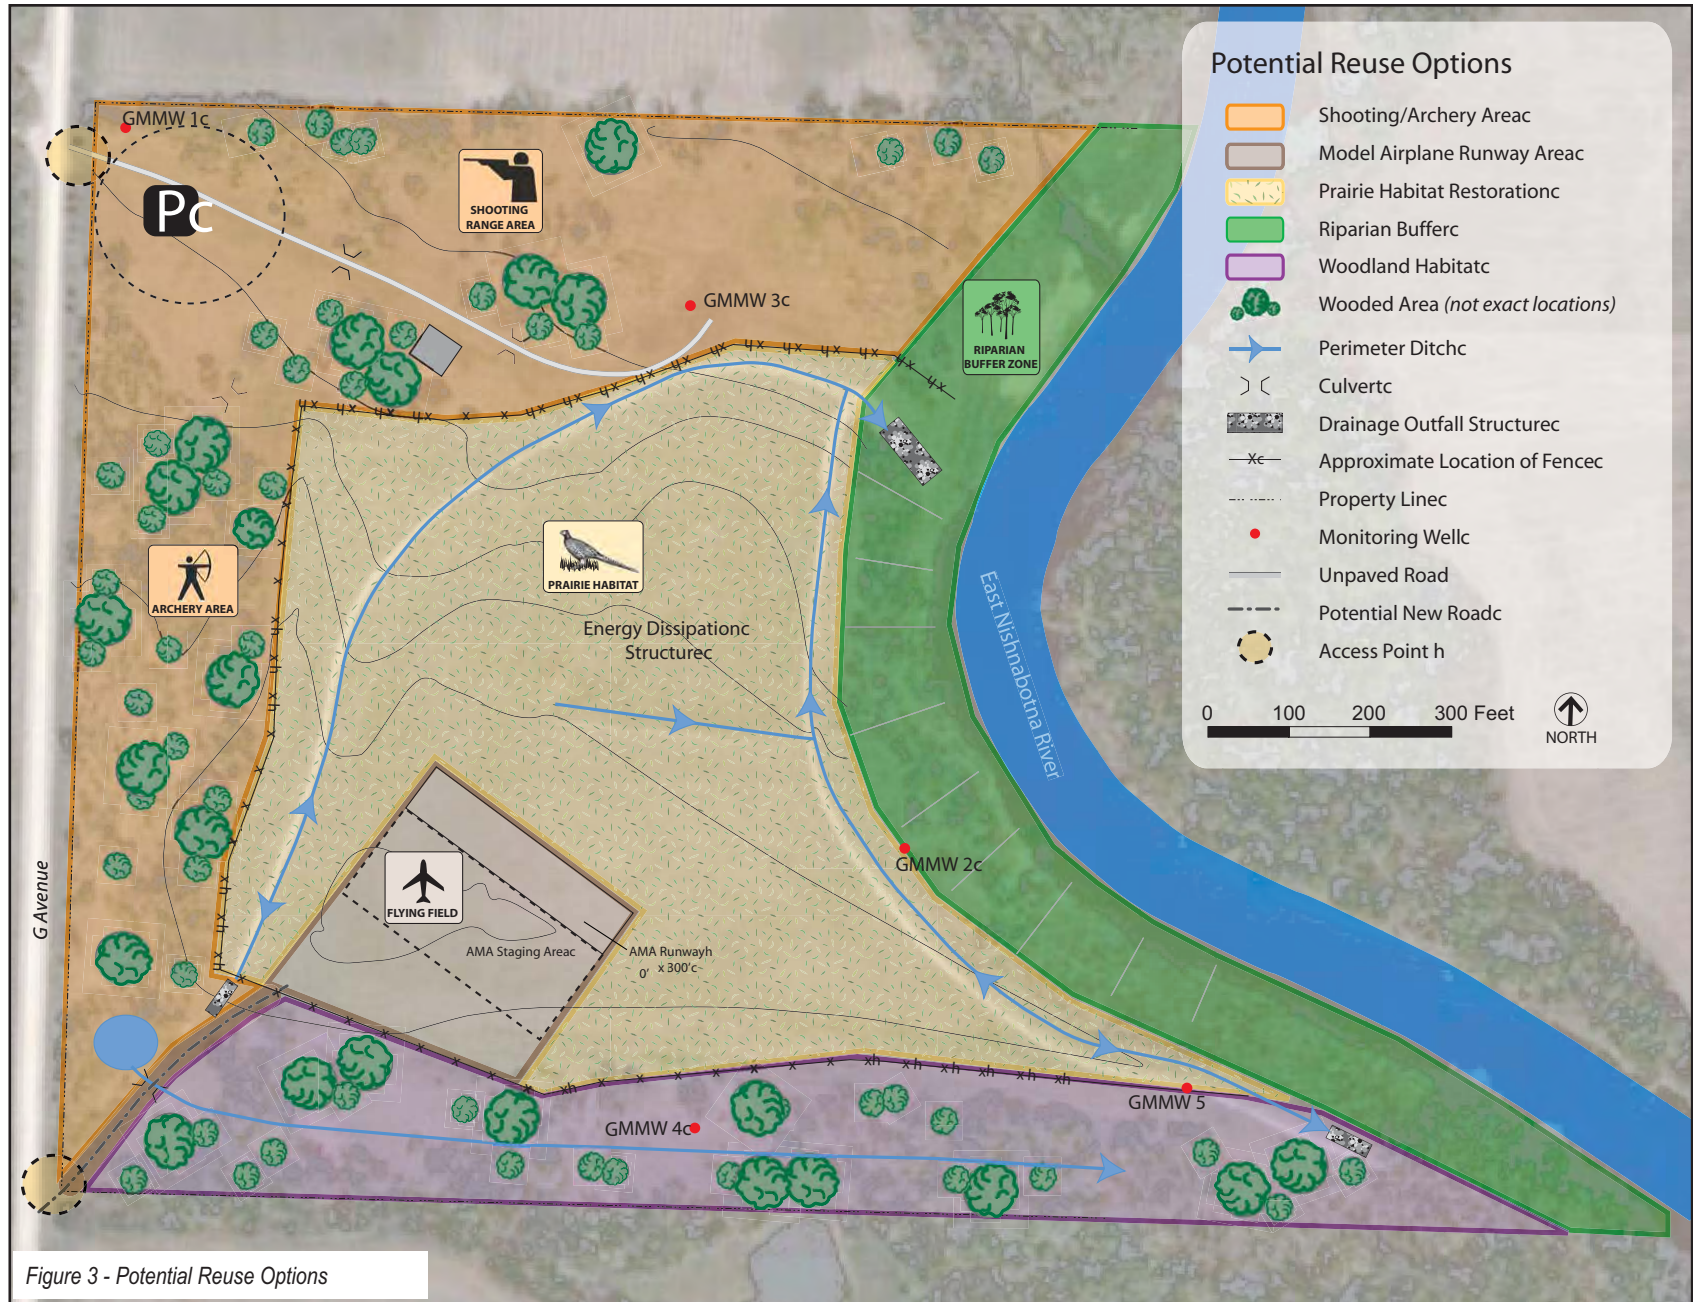 Potential Reuse Options
Shooting/Archery Areac
Model Airplane Runway Areac
Prairie Habitat Restorationc
Riparian Bufferc
Woodland Habitatc
Wooded Area (not exact locations)
Perimeter Ditchc
Culvertc
Drainage Outfall Structurec
Xc
Approximate Location of Fencec
Property Linec
Monitoring Wellc
Unpaved Road
Potential New Roadc
Access Point h
0 100 200 300 Feet
NORTH
GMMW 1c
Pc
SHOOTING
RANGE AREA
GMMW 3c
RIPARIAN
BUFFER ZONE
ARCHERY AREA
PRAIRIE HABITAT
Energy Dissipationc
Structurec
East Nishnabotna River
G Avenue
FLYING FIELD
AMA Staging Areac
AMA Runwayh
0' x 300'c
GMMW 2c
GMMW 5
GMMW 4c
Figure 3 - Potential Reuse Options